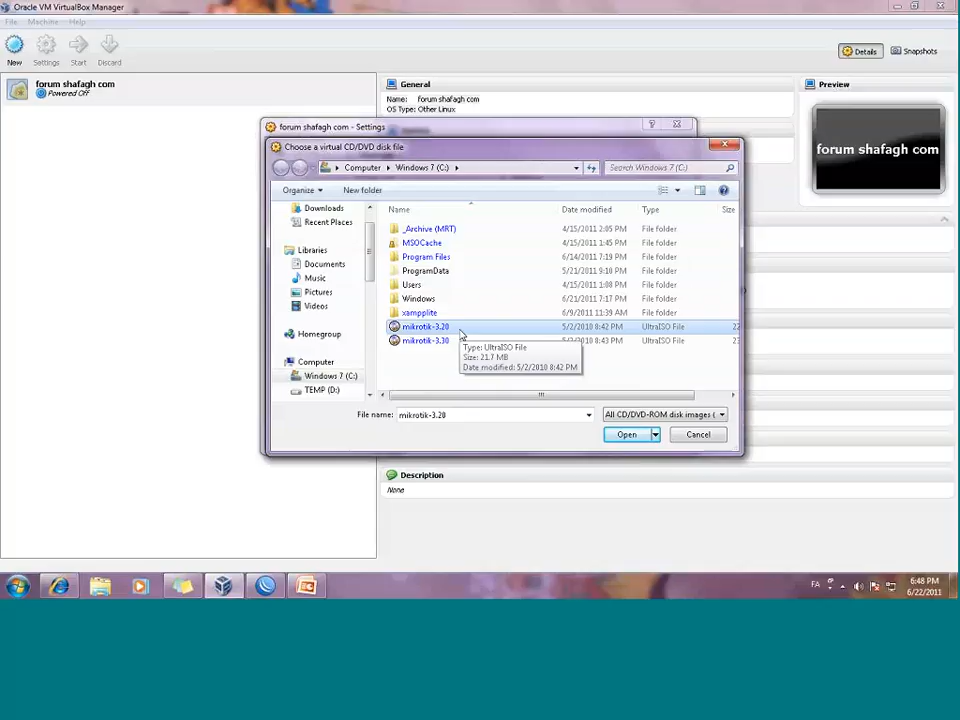 Oracle VM VirtualBox Manager
File Machine Help
New Settings Start Discard
Details Snapshots
forum shafagh com
Powered Off
General
Name: forum shafagh com
OS Type: Other Linux
Preview
forum shafagh com
forum shafagh com - Settings
Choose a virtual CD/DVD disk file
Computer Windows 7 (C:)
Search Windows 7 (C:)
Organize New folder
Downloads
Recent Places
Libraries
Documents
Music
Pictures
Videos
Homegroup
Computer
Windows 7 (C:)
TEMP (D:)
Name Date modified Type Size
_Archive (MRT) 4/15/2011 2:05 PM File folder
MSOCache 4/15/2011 1:45 PM File folder
Program Files 6/14/2011 7:19 PM File folder
ProgramData 5/21/2011 9:10 PM File folder
Users 4/15/2011 1:08 PM File folder
Windows 6/21/2011 7:17 PM File folder
xampplite 6/9/2011 11:39 AM File folder
mikrotik-3.20 5/2/2010 8:42 PM UltraISO File 22
mikrotik-3.30 5/2/2010 8:43 PM UltraISO File 23
Type: UltraISO File
Size: 21.7 MB
Date modified: 5/2/2010 8:42 PM
File name: mikrotik-3.20
All CD/DVD-ROM disk images (
Open Cancel
Description
None
FA
6:48 PM
6/22/2011